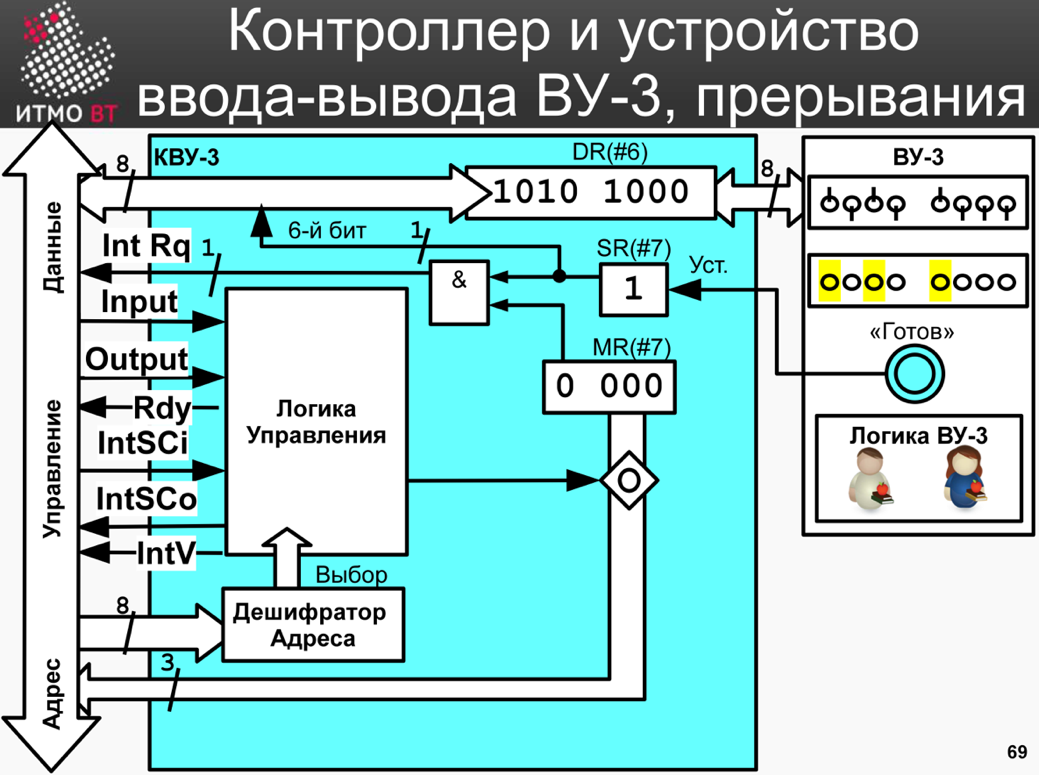 Контроллер и устройство
ввода-вывода ВУ-3, прерывания
ИТМО ВТ
КВУ-3
DR(#6)
ВУ-3
8
1010 1000
8
6-й бит
1
Данные
Int Rq
1
&
SR(#7)
1
Уст.
Input
«Готов»
Output
MR(#7)
0 000
Rdy
Логика
Управления
Управление
IntSCi
Логика ВУ-3
IntSCo
IntV
Выбор
8
Дешифратор
Адреса
3
Адрес
69